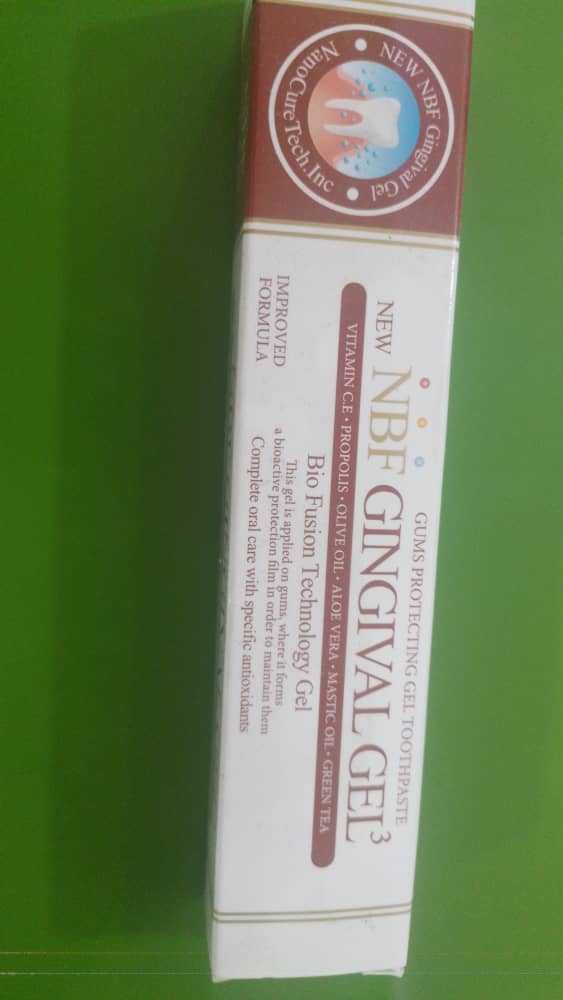 NEW NBF Gingival Gel
NanoCureTech.Inc
GUMS PROTECTING GEL TOOTHPASTE
NEW NBF GINGIVAL GEL3
VITAMIN C.E • PROPOLIS • OLIVE OIL • ALOE VERA • MASTIC OIL • GREEN TEA
Bio Fusion Technology Gel
This gel is applied on gums, where it forms
a bioactive protection film in order to maintain them
Complete oral care with specific antioxidants
IMPROVED
FORMULA